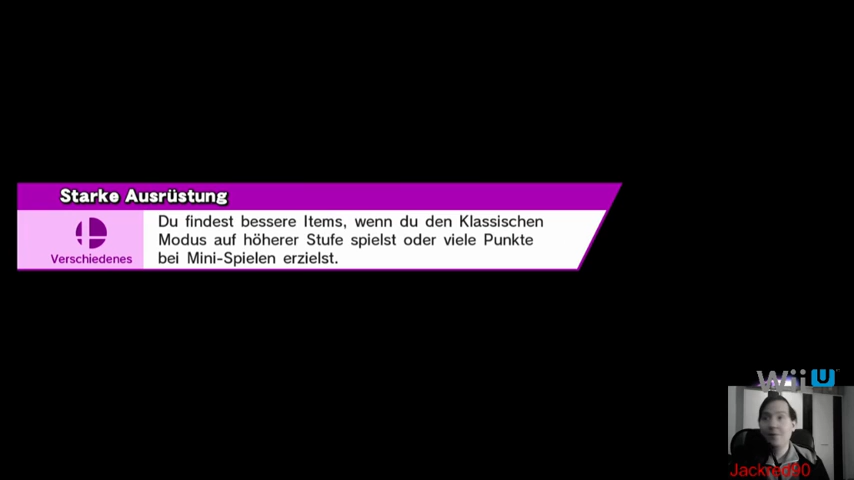 Starke Ausrüstung
Du findest bessere Items, wenn du den Klassischen
Modus auf höherer Stufe spielst oder viele Punkte
bei Mini-Spielen erzielst.
Verschiedenes
Wii U
Jackred90